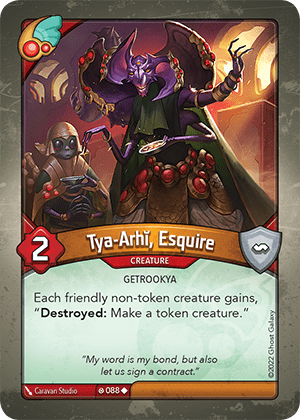 Tya-Arhĭ, Esquire
2
CREATURE
GETROOKYA
Each friendly non-token creature gains,
“Destroyed: Make a token creature.”
"My word is my bond, but also
let us sign a contract."
©2022 Ghost Galaxy
Caravan Studio
088